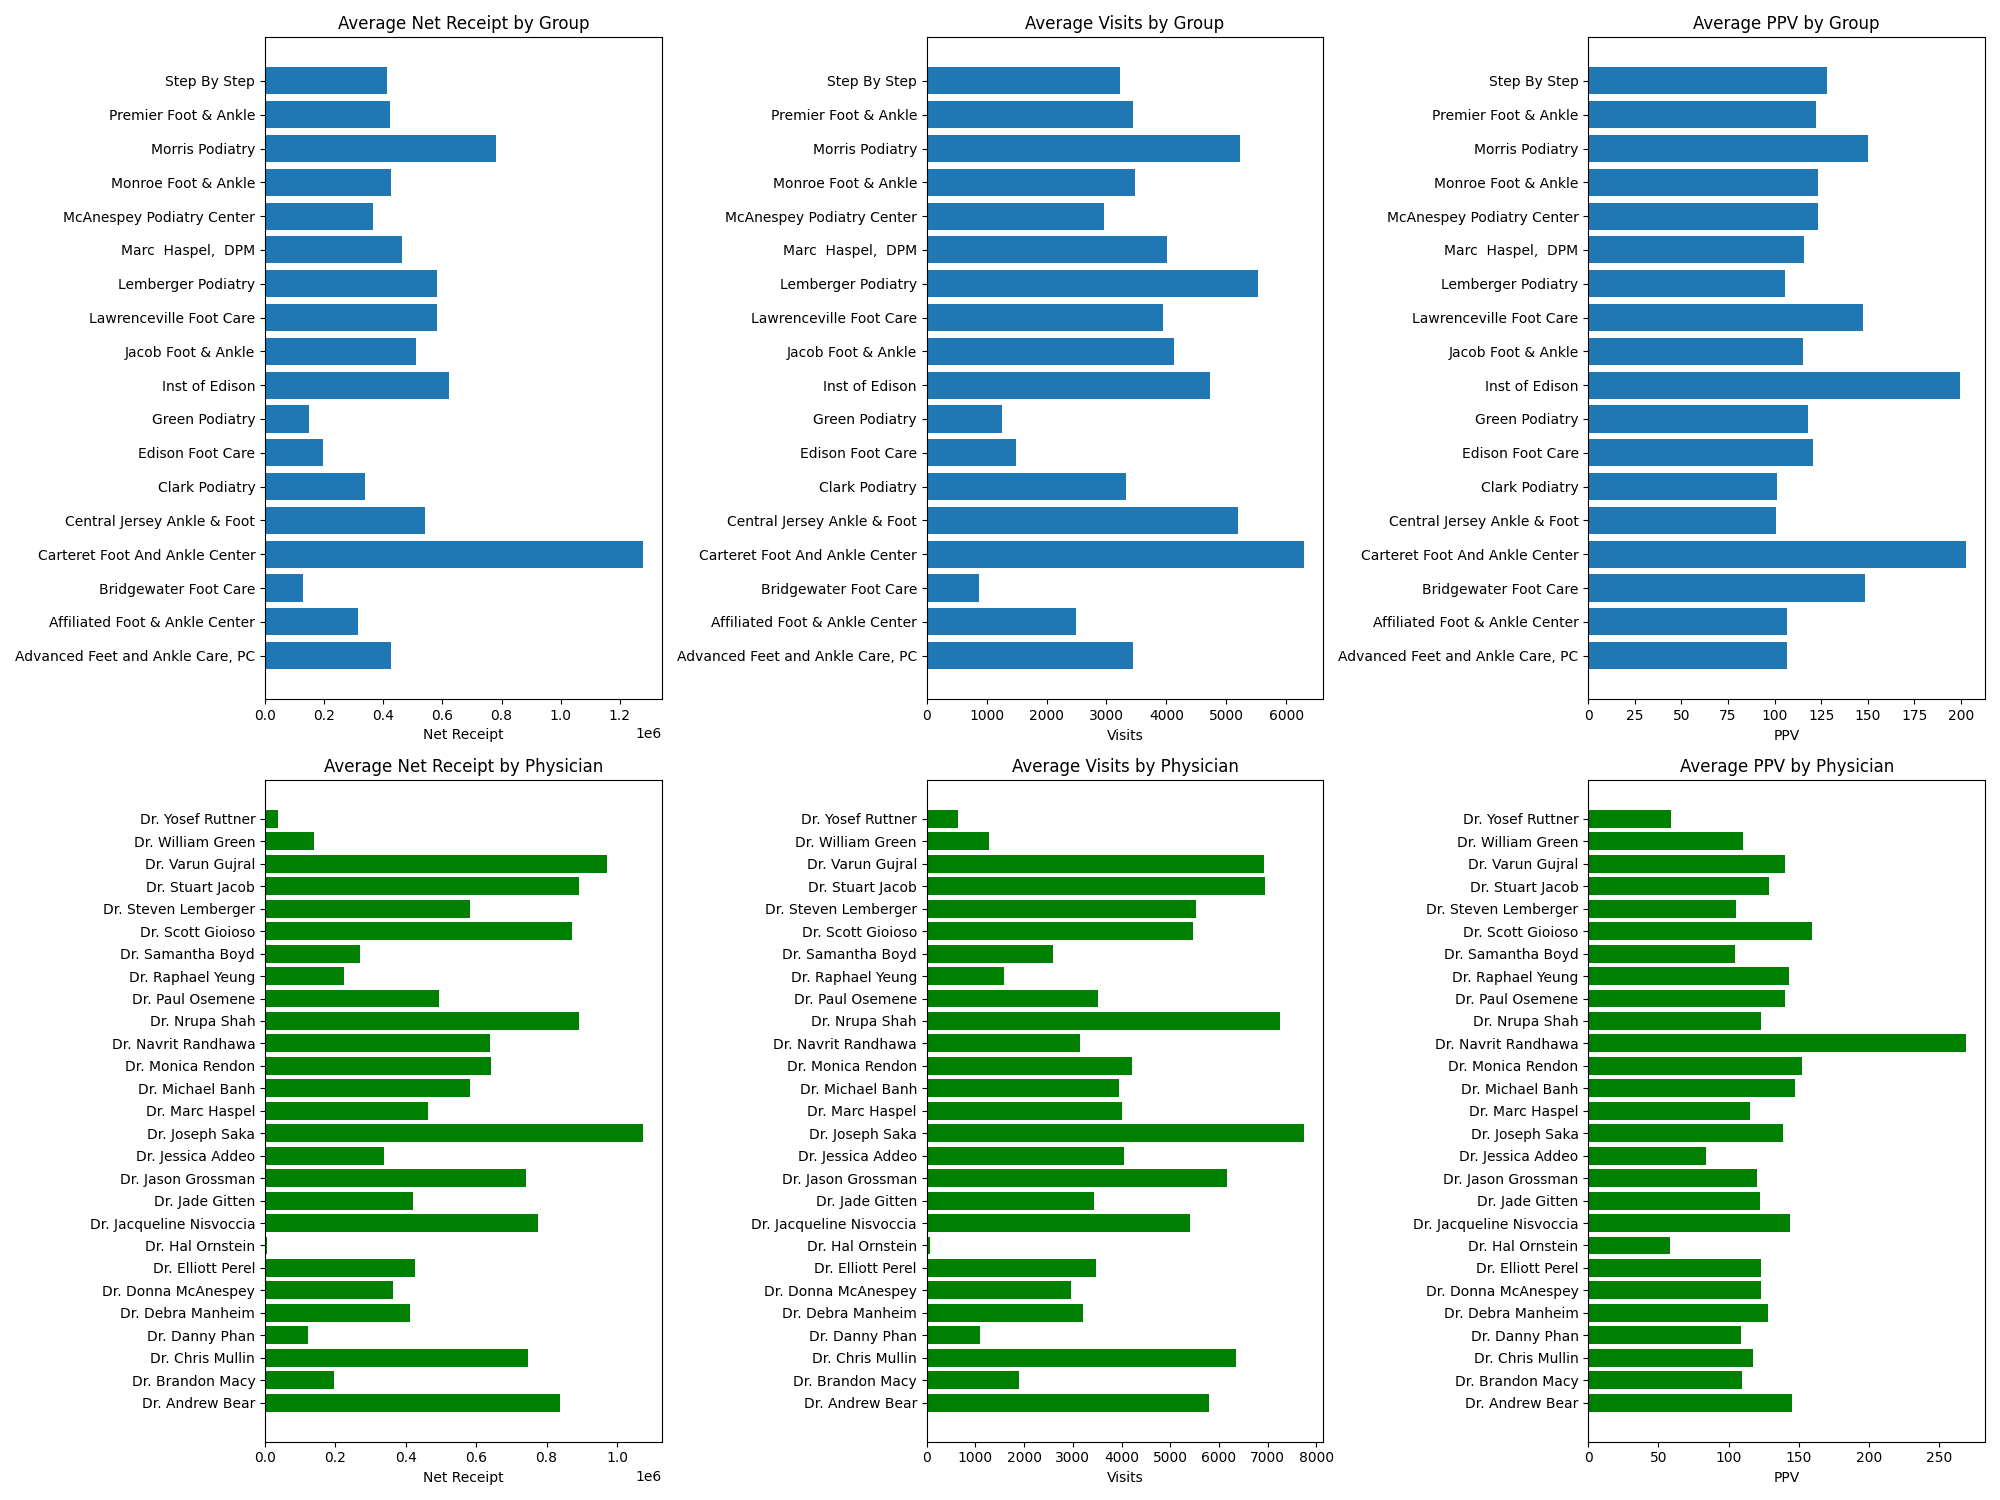 Average Net Receipt by Group
Step By Step
Premier Foot & Ankle
Morris Podiatry
Monroe Foot & Ankle
McAnespey Podiatry Center
Marc  Haspel,  DPM
Lemberger Podiatry
Lawrenceville Foot Care
Jacob Foot & Ankle
Inst of Edison
Green Podiatry
Edison Foot Care
Clark Podiatry
Central Jersey Ankle & Foot
Carteret Foot And Ankle Center
Bridgewater Foot Care
Affiliated Foot & Ankle Center
Advanced Feet and Ankle Care, PC
0.0 0.2 0.4 0.6 0.8 1.0 1.2
Net Receipt
1e6
Average Visits by Group
Step By Step
Premier Foot & Ankle
Morris Podiatry
Monroe Foot & Ankle
McAnespey Podiatry Center
Marc  Haspel,  DPM
Lemberger Podiatry
Lawrenceville Foot Care
Jacob Foot & Ankle
Inst of Edison
Green Podiatry
Edison Foot Care
Clark Podiatry
Central Jersey Ankle & Foot
Carteret Foot And Ankle Center
Bridgewater Foot Care
Affiliated Foot & Ankle Center
Advanced Feet and Ankle Care, PC
0 1000 2000 3000 4000 5000 6000
Visits
Average PPV by Group
Step By Step
Premier Foot & Ankle
Morris Podiatry
Monroe Foot & Ankle
McAnespey Podiatry Center
Marc  Haspel,  DPM
Lemberger Podiatry
Lawrenceville Foot Care
Jacob Foot & Ankle
Inst of Edison
Green Podiatry
Edison Foot Care
Clark Podiatry
Central Jersey Ankle & Foot
Carteret Foot And Ankle Center
Bridgewater Foot Care
Affiliated Foot & Ankle Center
Advanced Feet and Ankle Care, PC
0 25 50 75 100 125 150 175 200
PPV
Average Net Receipt by Physician
Dr. Yosef Ruttner
Dr. William Green
Dr. Varun Gujral
Dr. Stuart Jacob
Dr. Steven Lemberger
Dr. Scott Gioioso
Dr. Samantha Boyd
Dr. Raphael Yeung
Dr. Paul Osemene
Dr. Nrupa Shah
Dr. Navrit Randhawa
Dr. Monica Rendon
Dr. Michael Banh
Dr. Marc Haspel
Dr. Joseph Saka
Dr. Jessica Addeo
Dr. Jason Grossman
Dr. Jade Gitten
Dr. Jacqueline Nisvoccia
Dr. Hal Ornstein
Dr. Elliott Perel
Dr. Donna McAnespey
Dr. Debra Manheim
Dr. Danny Phan
Dr. Chris Mullin
Dr. Brandon Macy
Dr. Andrew Bear
0.0 0.2 0.4 0.6 0.8 1.0
Net Receipt
1e6
Average Visits by Physician
Dr. Yosef Ruttner
Dr. William Green
Dr. Varun Gujral
Dr. Stuart Jacob
Dr. Steven Lemberger
Dr. Scott Gioioso
Dr. Samantha Boyd
Dr. Raphael Yeung
Dr. Paul Osemene
Dr. Nrupa Shah
Dr. Navrit Randhawa
Dr. Monica Rendon
Dr. Michael Banh
Dr. Marc Haspel
Dr. Joseph Saka
Dr. Jessica Addeo
Dr. Jason Grossman
Dr. Jade Gitten
Dr. Jacqueline Nisvoccia
Dr. Hal Ornstein
Dr. Elliott Perel
Dr. Donna McAnespey
Dr. Debra Manheim
Dr. Danny Phan
Dr. Chris Mullin
Dr. Brandon Macy
Dr. Andrew Bear
0 1000 2000 3000 4000 5000 6000 7000 8000
Visits
Average PPV by Physician
Dr. Yosef Ruttner
Dr. William Green
Dr. Varun Gujral
Dr. Stuart Jacob
Dr. Steven Lemberger
Dr. Scott Gioioso
Dr. Samantha Boyd
Dr. Raphael Yeung
Dr. Paul Osemene
Dr. Nrupa Shah
Dr. Navrit Randhawa
Dr. Monica Rendon
Dr. Michael Banh
Dr. Marc Haspel
Dr. Joseph Saka
Dr. Jessica Addeo
Dr. Jason Grossman
Dr. Jade Gitten
Dr. Jacqueline Nisvoccia
Dr. Hal Ornstein
Dr. Elliott Perel
Dr. Donna McAnespey
Dr. Debra Manheim
Dr. Danny Phan
Dr. Chris Mullin
Dr. Brandon Macy
Dr. Andrew Bear
0 50 100 150 200 250
PPV